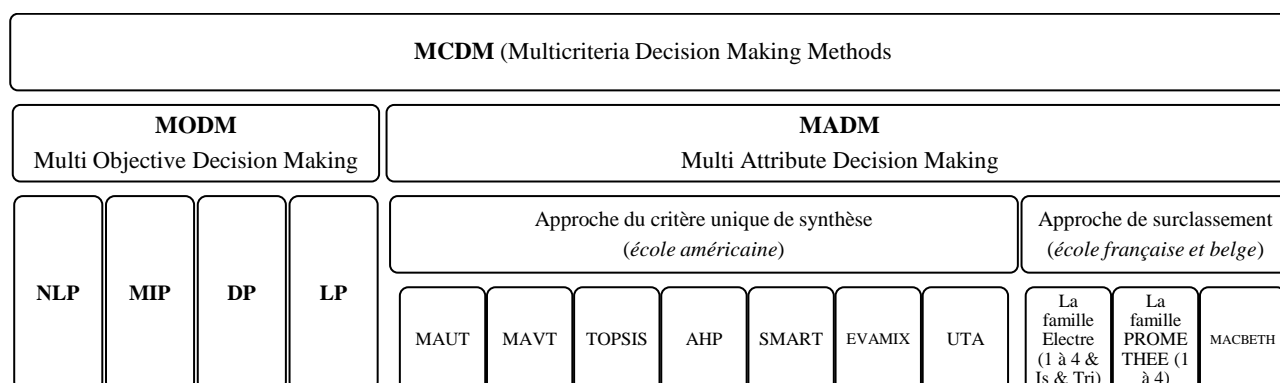 MCDM (Multicriteria Decision Making Methods
MODM
Multi Objective Decision Making
MADM
Multi Attribute Decision Making
NLP
MIP
DP
LP
Approche du critère unique de synthèse
(école américaine)
Approche de surclassement
(école française et belge)
MAUT
MAVT
TOPSIS
AHP
SMART
EVAMIX
UTA
La
famille
Electre
(1 à 4 &
Is & Tri)
La
famille
PROME
THEE (1
à 4)
MACBETH